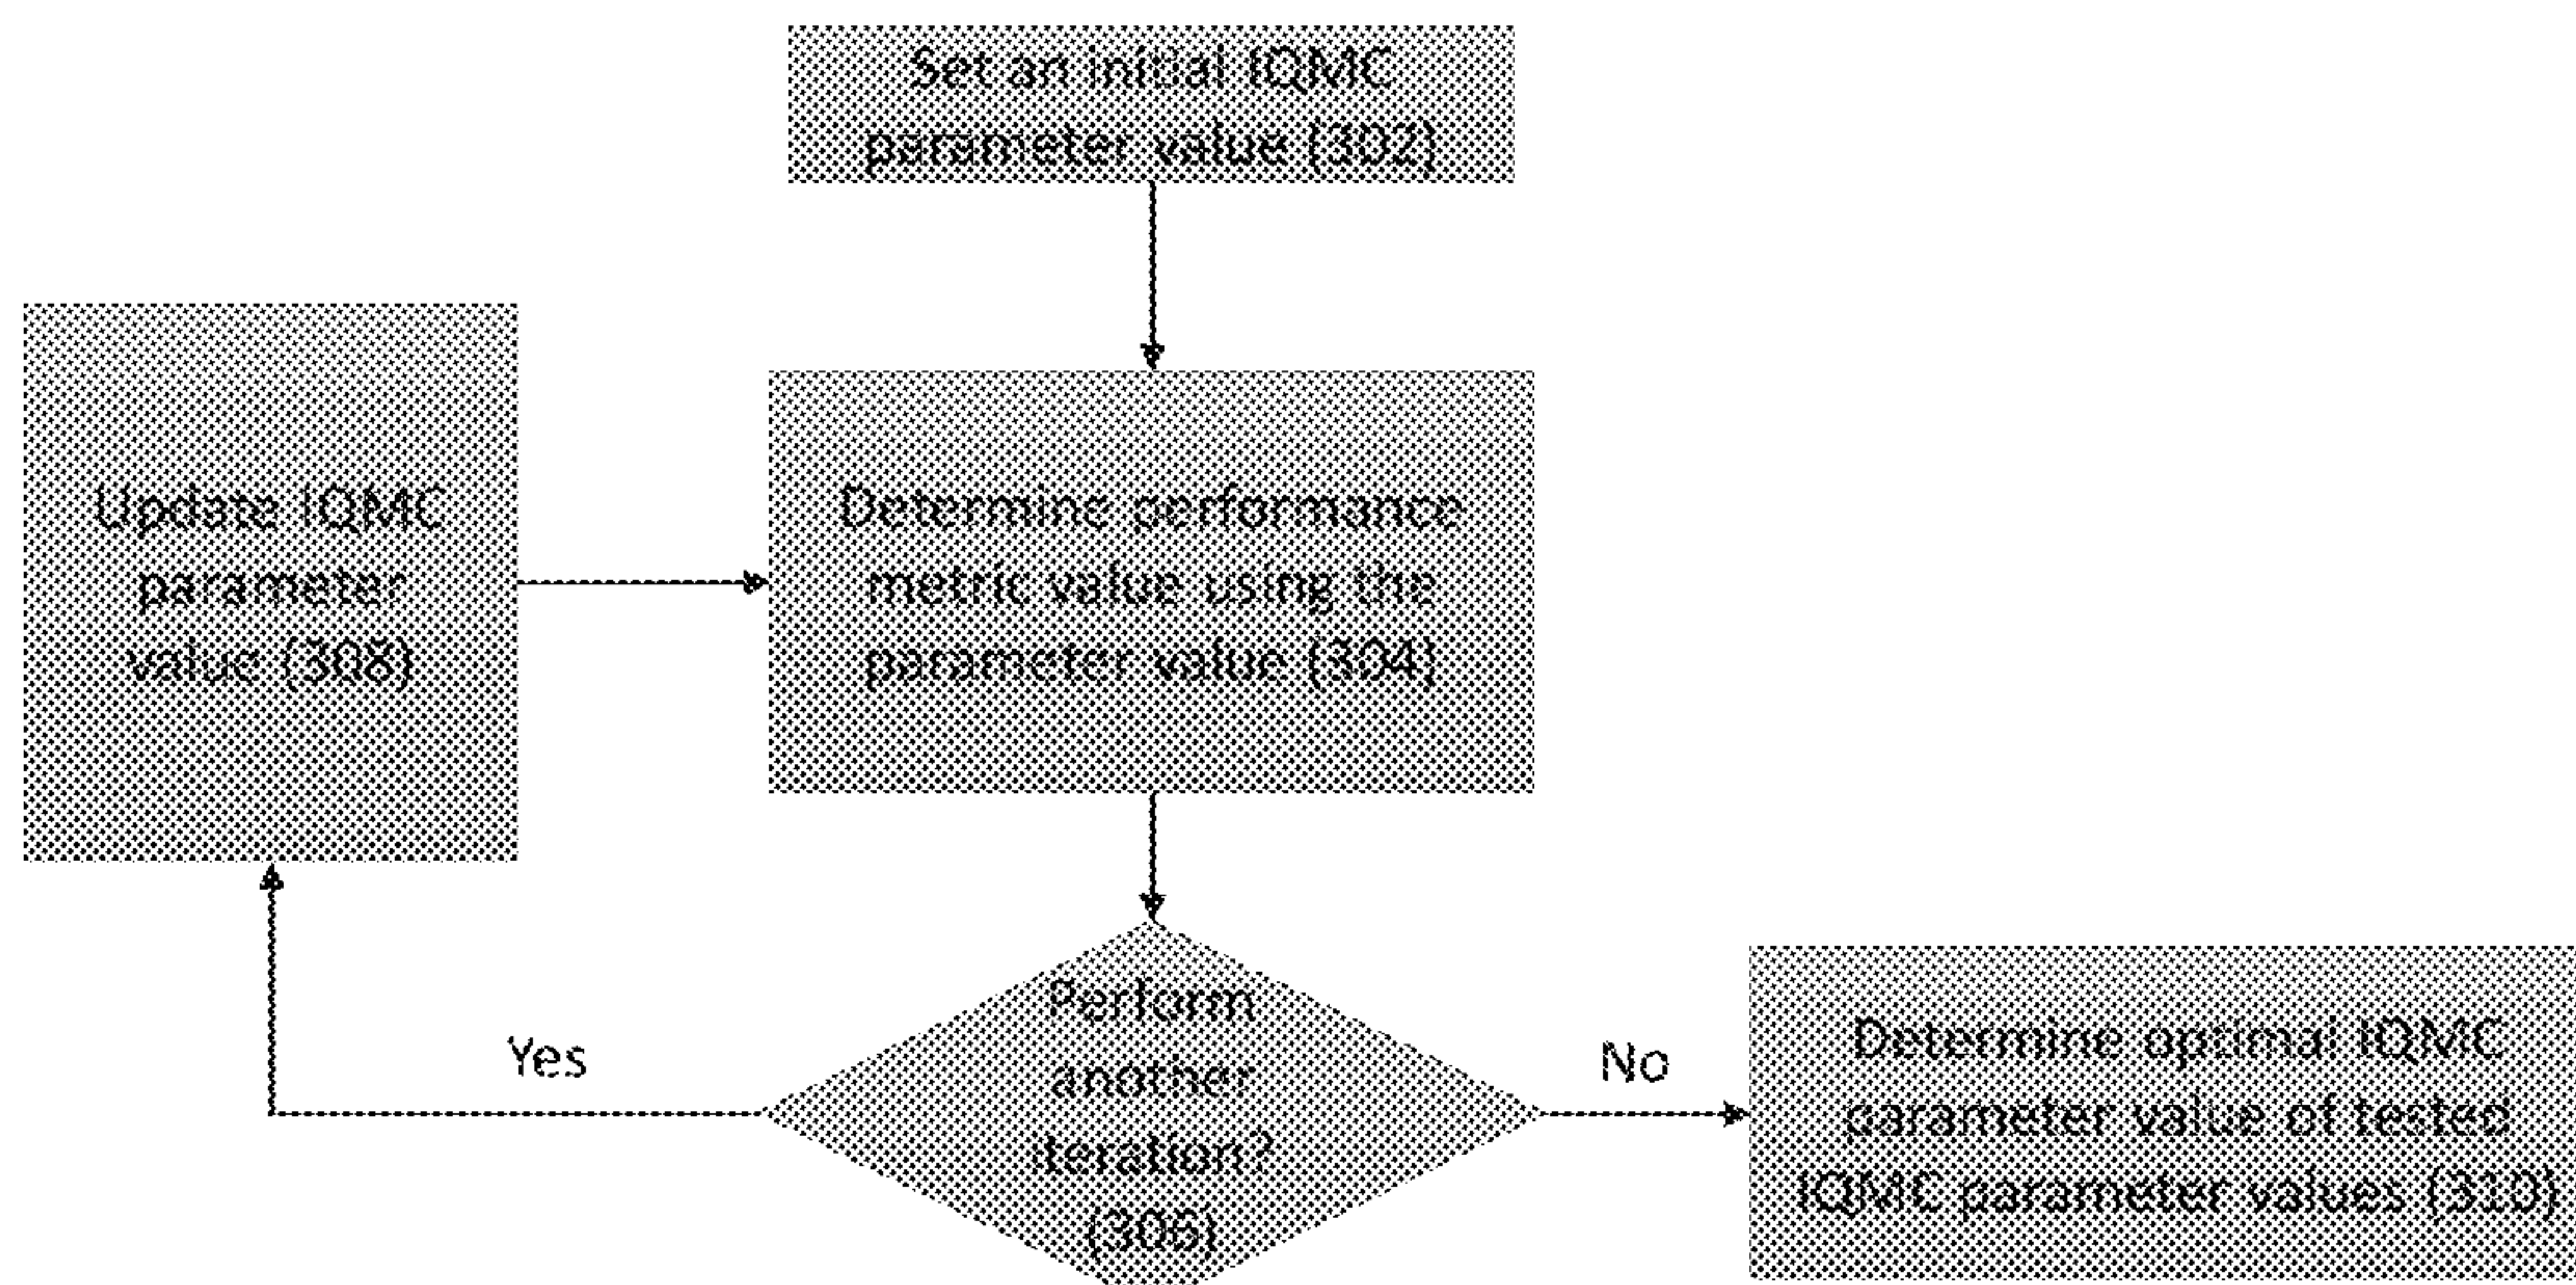 Set an initial IQMC
parameter value (302)
Update IQMC
parameter
value (308)
Determine performance
metric value using the
parameter value (304)
Perform
another
iteration?
(306)
Yes
No
Determine optimal IQMC
parameter value of tested
IQMC parameter values (310)